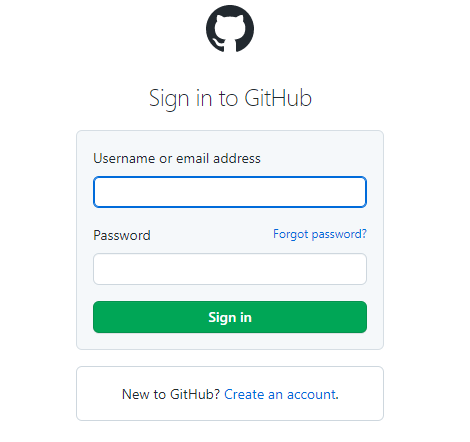 Sign in to GitHub
Username or email address
Password Forgot password?
Sign in
New to GitHub? Create an account.